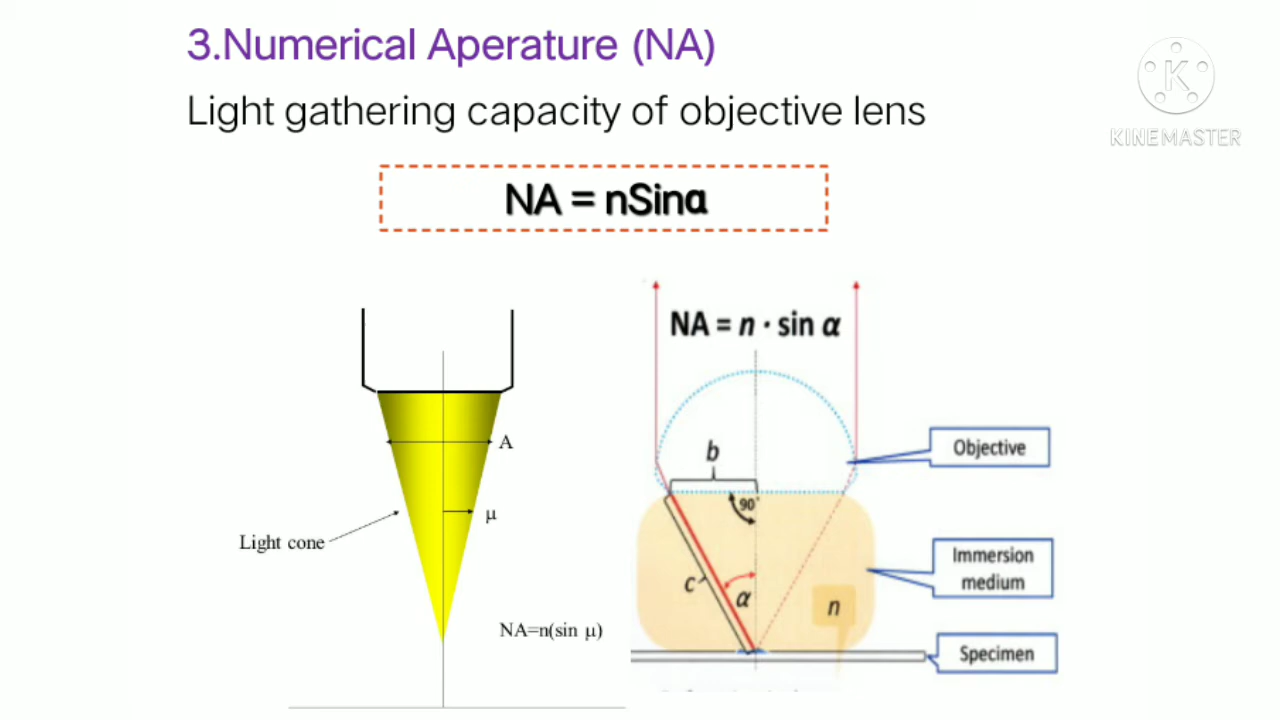 3.Numerical Aperature (NA)
K
KINEMASTER
Light gathering capacity of objective lens
NA = nSinα
NA = n · sin α
A
b
Objective
90°
μ
Light cone
c
α
n
Immersion
medium
NA=n(sin μ)
Specimen